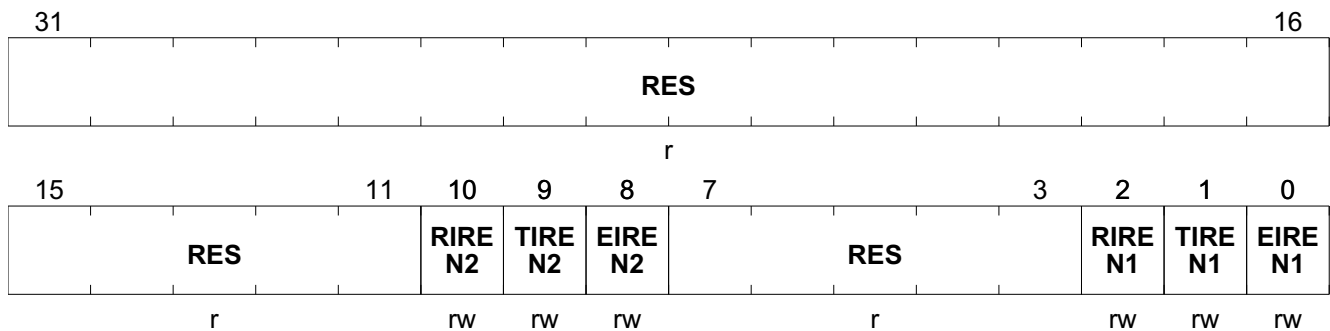 31 16
RES
r
15 11 10 9 8 7 3 2 1 0
RES RIRE N2 TIRE N2 EIRE N2 RES RIRE N1 TIRE N1 EIRE N1
r rw rw rw r rw rw rw